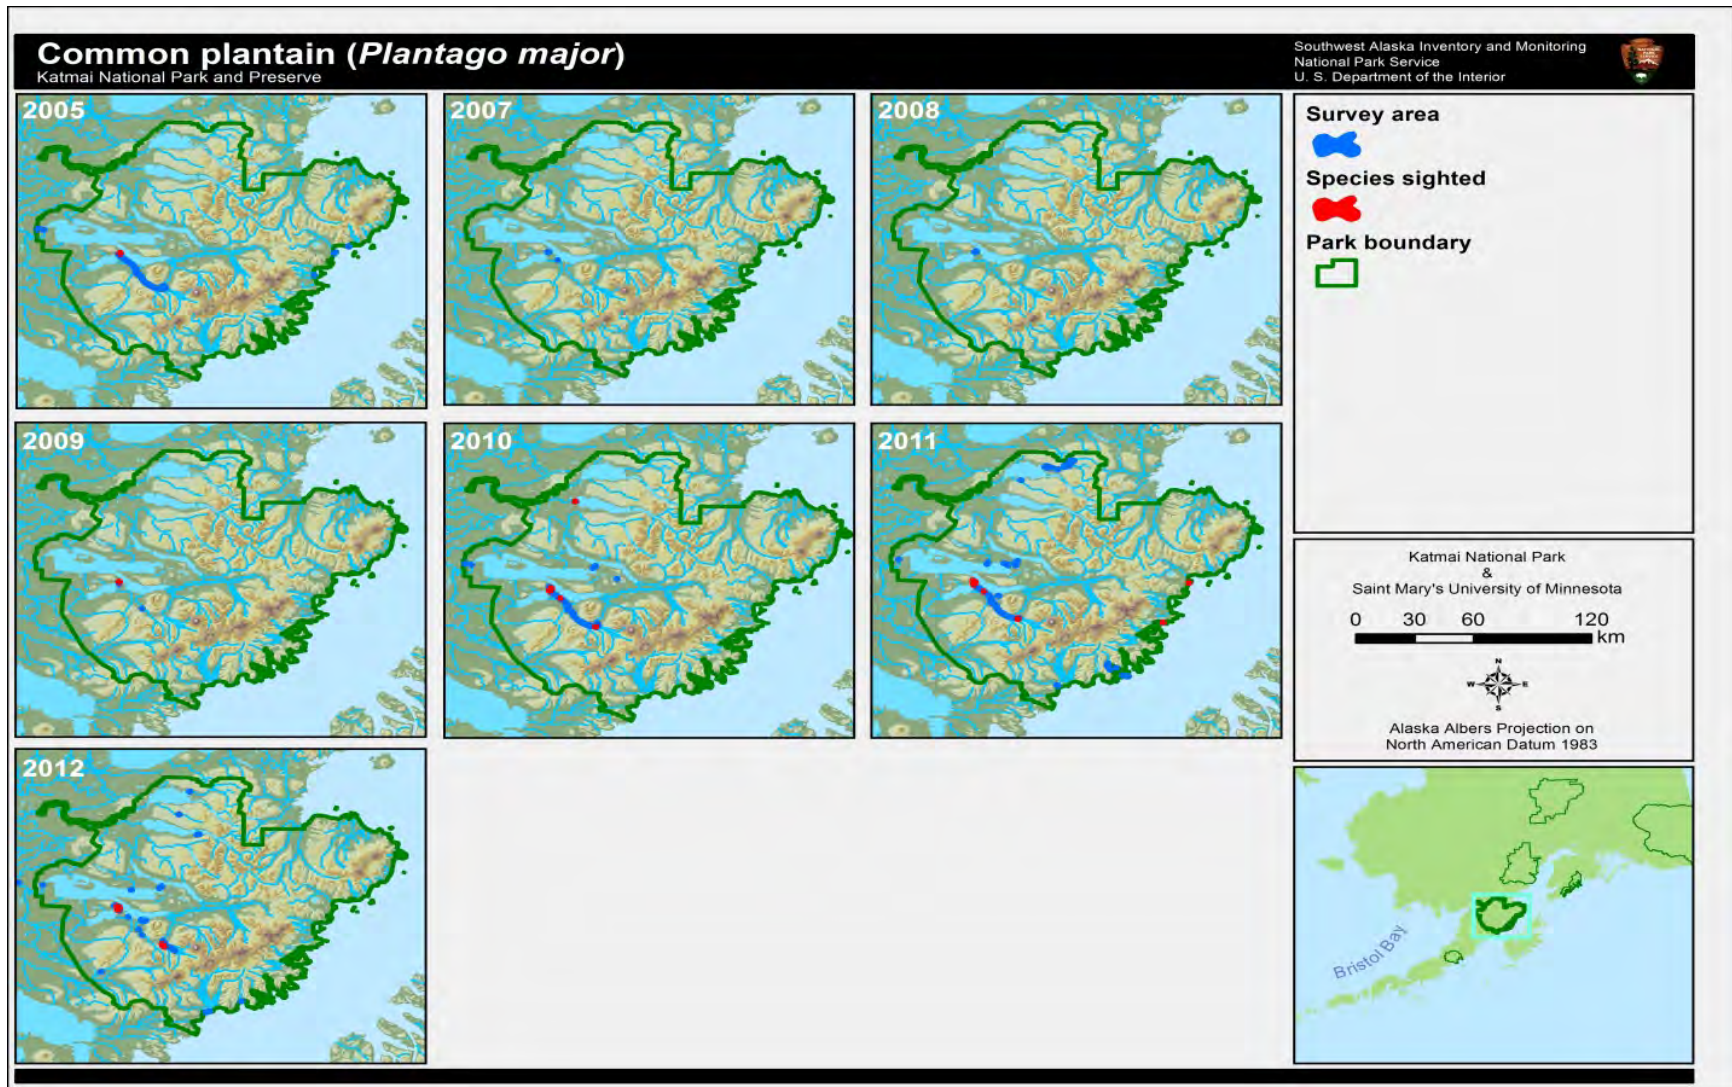 Common plantain (Plantago major)
Katmai National Park and Preserve
Southwest Alaska Inventory and Monitoring
National Park Service
U. S. Department of the Interior
2005
2007
2008
Survey area
Species sighted
Park boundary
2009
2010
2011
Katmai National Park
&
Saint Mary's University of Minnesota
0 30 60 120
km
N
W E
S
Alaska Albers Projection on
North American Datum 1983
2012
Bristol Bay